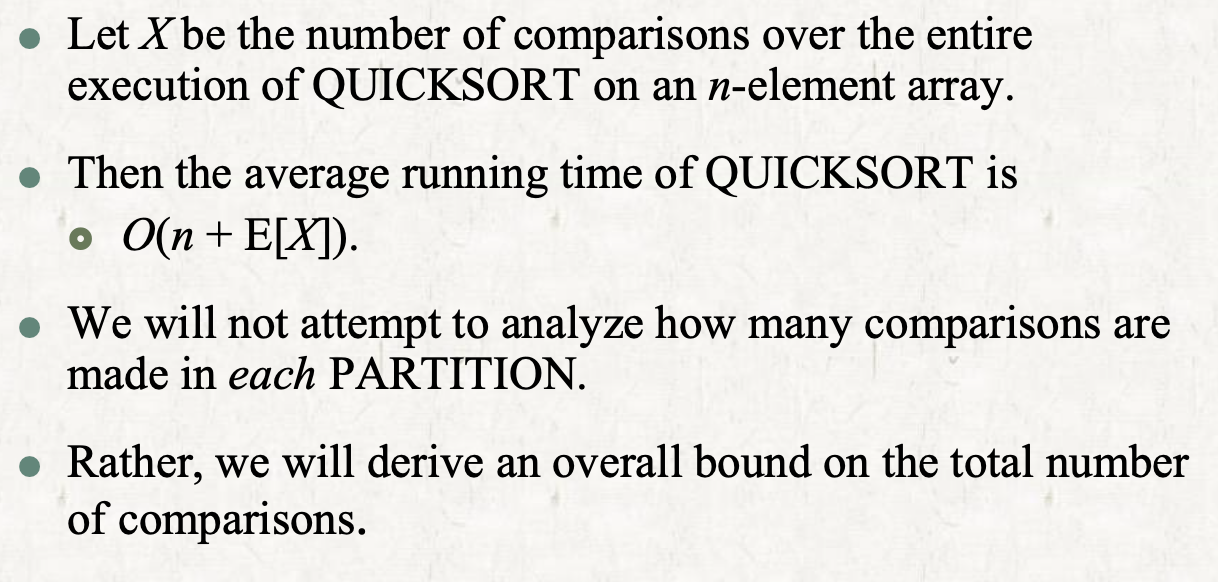 Let X be the number of comparisons over the entire
execution of QUICKSORT on an n-element array.
Then the average running time of QUICKSORT is
O(n + E[X]).
We will not attempt to analyze how many comparisons are
made in each PARTITION.
Rather, we will derive an overall bound on the total number
of comparisons.